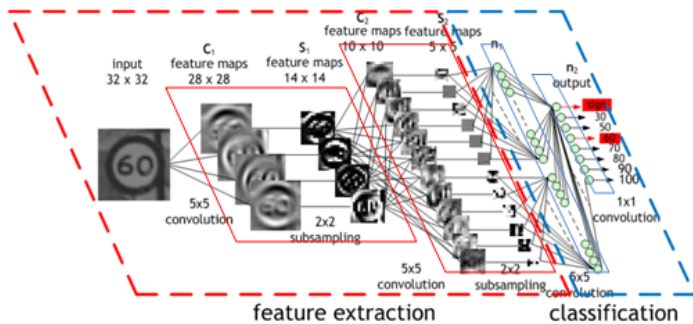 input
32 x 32
C₁
feature maps
28 x 28
S₁
feature maps
14 x 14
C₂
feature maps
10 x 10
S₂
feature maps
5 x 5
n₁
n₂
output
60
sign
30
50
60
70
80
90
100
5x5
convolution
2x2
subsampling
5x5
convolution
2x2
subsampling
5x5
convolution
1x1
convolution
feature extraction
classification